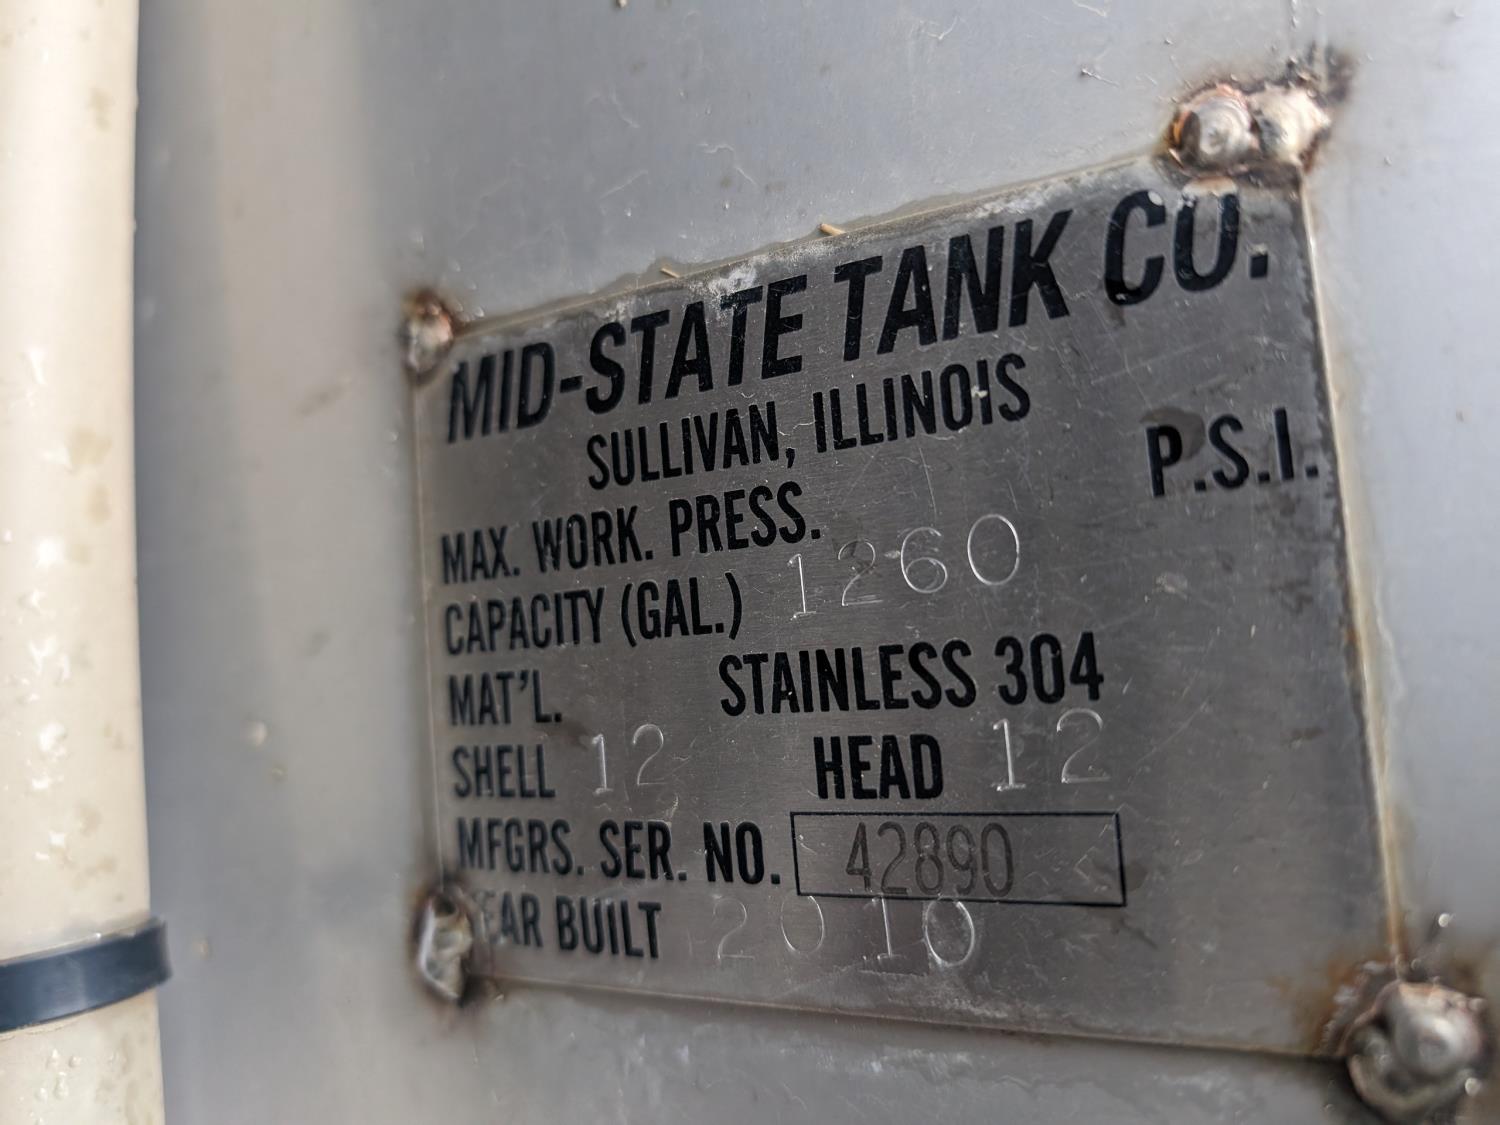 MID-STATE TANK CO.
SULLIVAN, ILLINOIS
MAX. WORK. PRESS. P.S.I.
CAPACITY (GAL.) 1260
MAT'L. STAINLESS 304
SHELL 12 HEAD 12
MFGRS. SER. NO. 42890
YEAR BUILT 2010